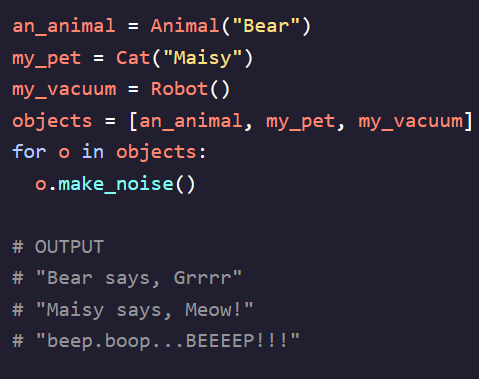 an_animal = Animal("Bear")
my_pet = Cat("Maisy")
my_vacuum = Robot()
objects = [an_animal, my_pet, my_vacuum]
for o in objects:
  o.make_noise()

# OUTPUT
# "Bear says, Grrrr"
# "Maisy says, Meow!"
# "beep.boop...BEEEEP!!!"